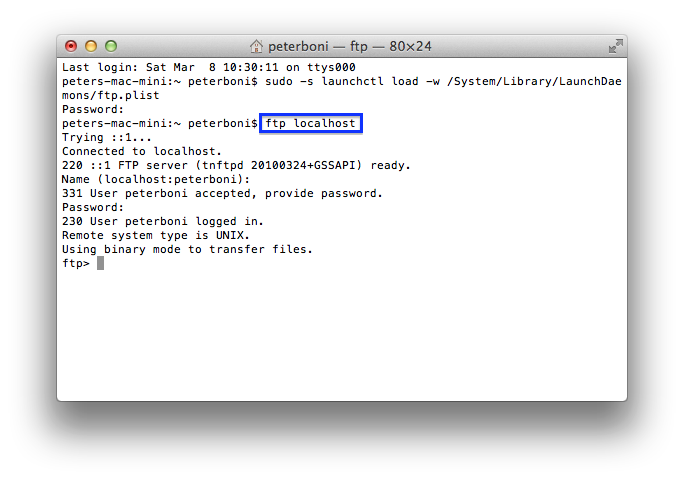 peterboni — ftp — 80×24
Last login: Sat Mar  8 10:30:11 on ttys000
peters-mac-mini:~ peterboni$ sudo -s launchctl load -w /System/Library/LaunchDae
mons/ftp.plist
Password:
peters-mac-mini:~ peterboni$ ftp localhost
Trying ::1...
Connected to localhost.
220 ::1 FTP server (tnftpd 20100324+GSSAPI) ready.
Name (localhost:peterboni):
331 User peterboni accepted, provide password.
Password:
230 User peterboni logged in.
Remote system type is UNIX.
Using binary mode to transfer files.
ftp>